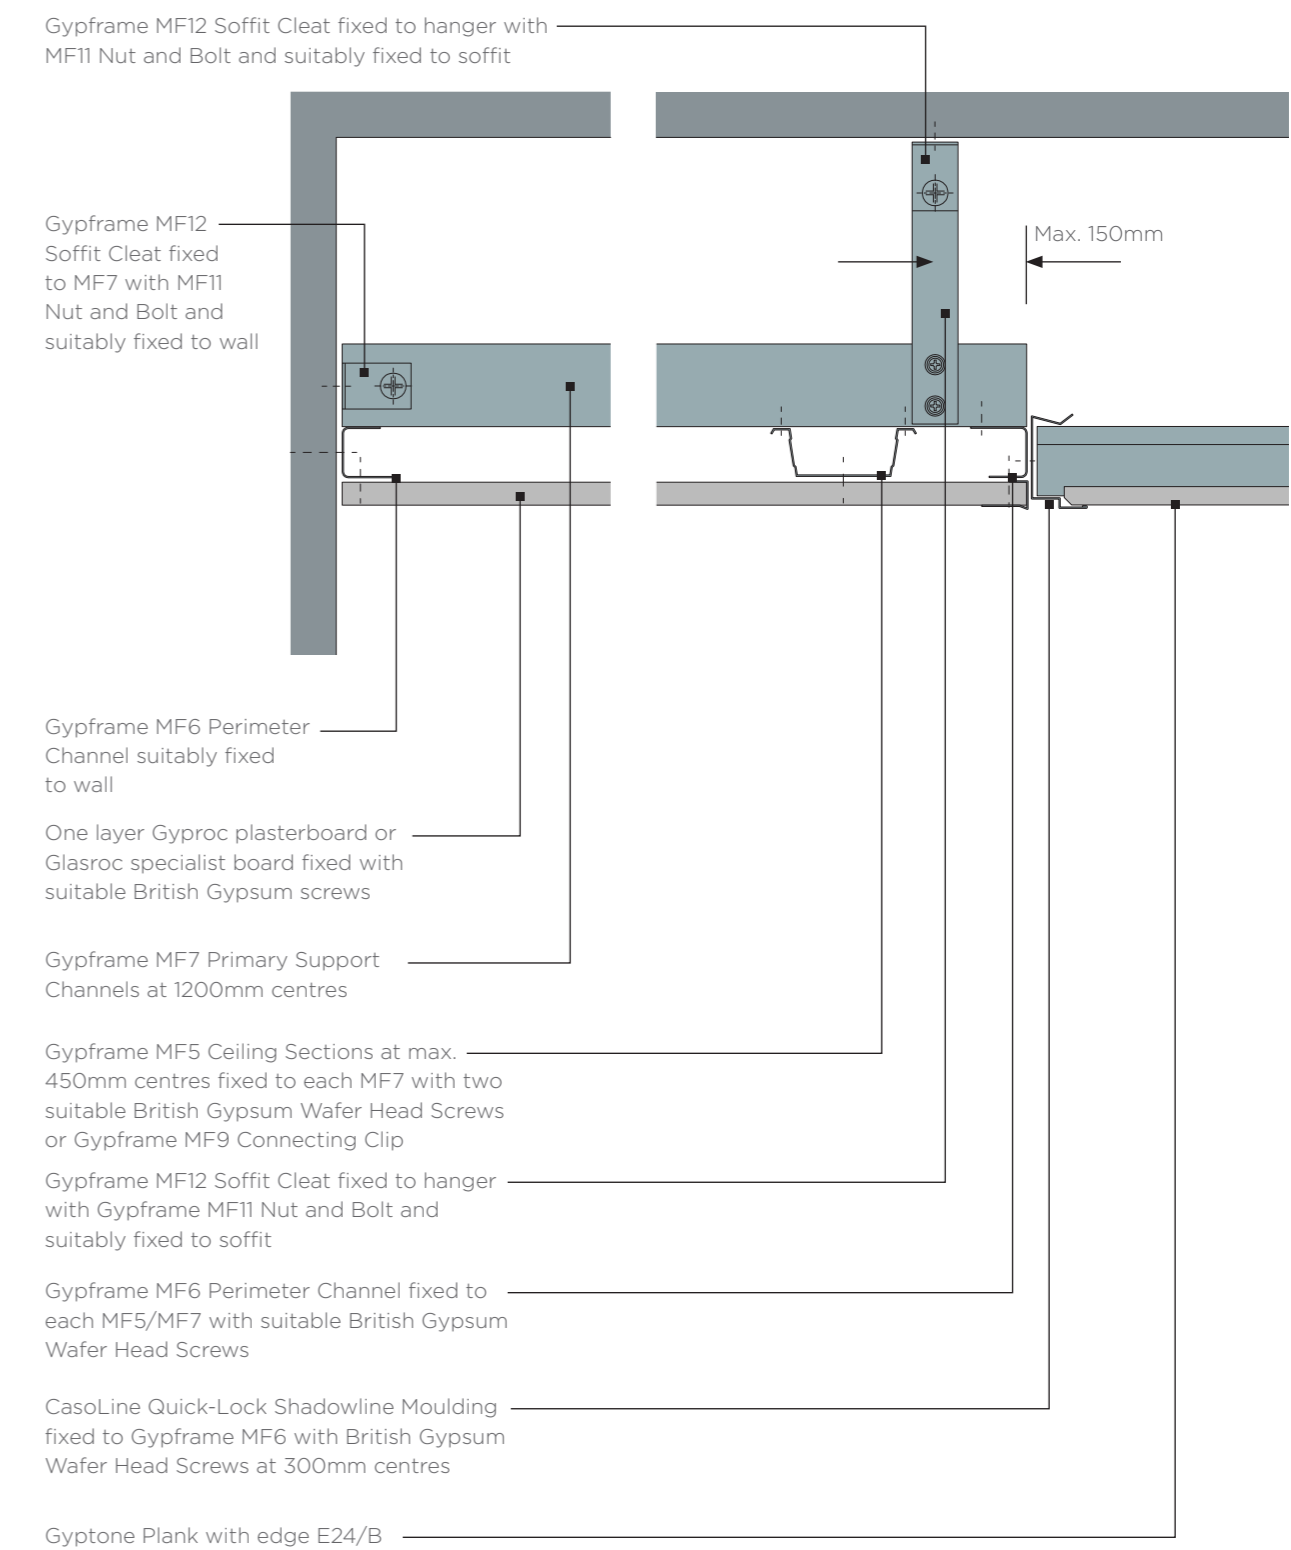 Gypframe MF12 Soffit Cleat fixed to hanger with
MF11 Nut and Bolt and suitably fixed to soffit
Gypframe MF12
Soffit Cleat fixed
to MF7 with MF11
Nut and Bolt and
suitably fixed to wall
Max. 150mm
Gypframe MF6 Perimeter
Channel suitably fixed
to wall
One layer Gyproc plasterboard or
Glasroc specialist board fixed with
suitable British Gypsum screws
Gypframe MF7 Primary Support
Channels at 1200mm centres
Gypframe MF5 Ceiling Sections at max.
450mm centres fixed to each MF7 with two
suitable British Gypsum Wafer Head Screws
or Gypframe MF9 Connecting Clip
Gypframe MF12 Soffit Cleat fixed to hanger
with Gypframe MF11 Nut and Bolt and
suitably fixed to soffit
Gypframe MF6 Perimeter Channel fixed to
each MF5/MF7 with suitable British Gypsum
Wafer Head Screws
CasoLine Quick-Lock Shadowline Moulding
fixed to Gypframe MF6 with British Gypsum
Wafer Head Screws at 300mm centres
Gyptone Plank with edge E24/B